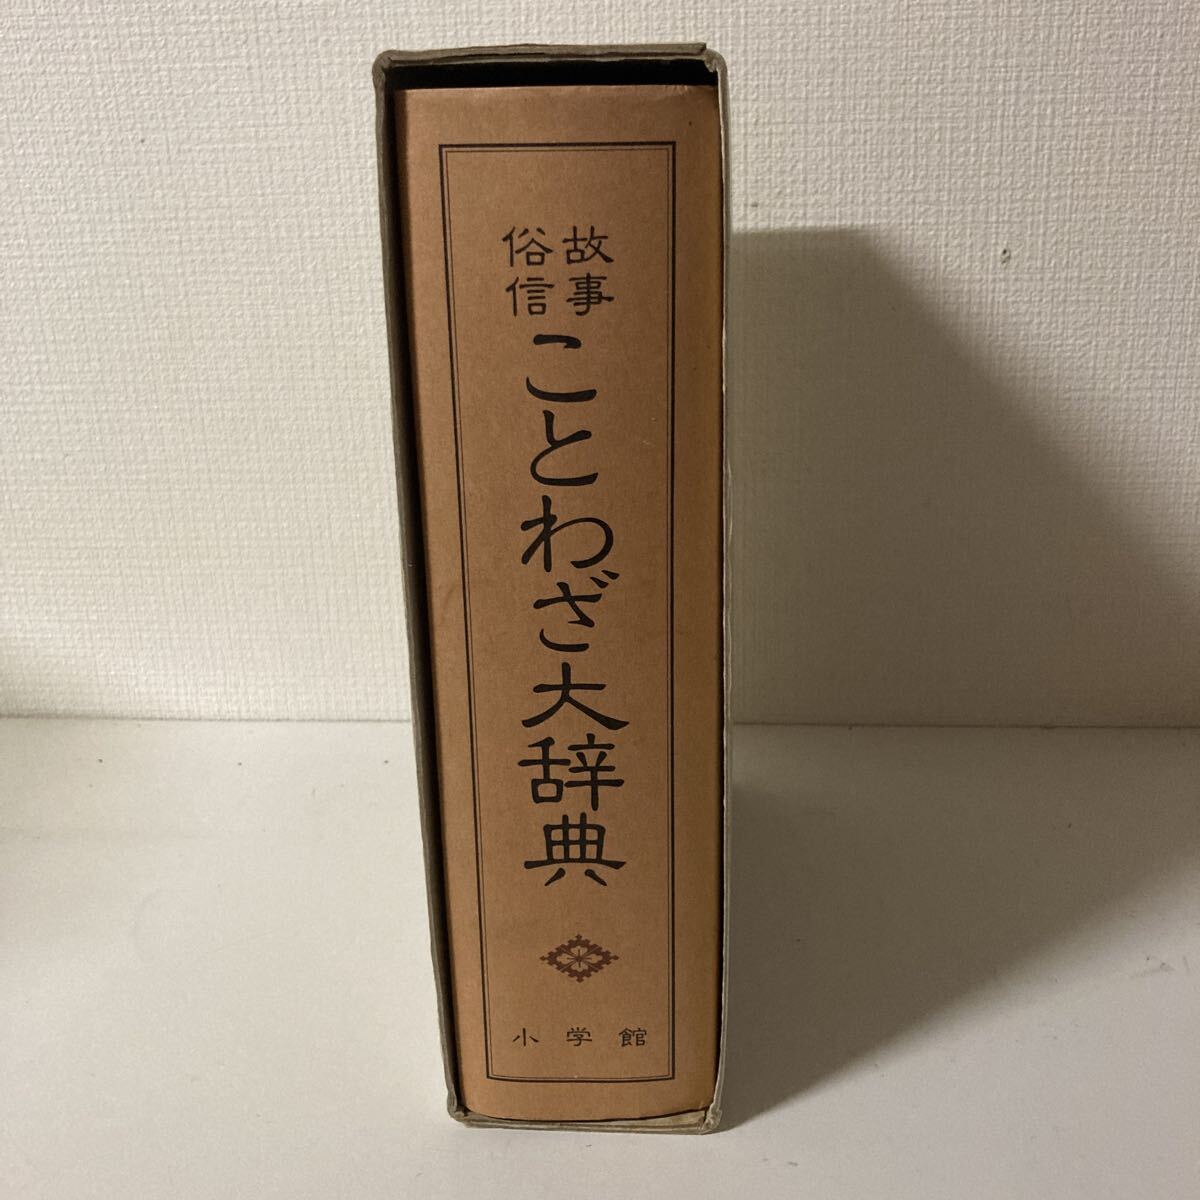 故事
俗信
ことわざ大辞典
小学館